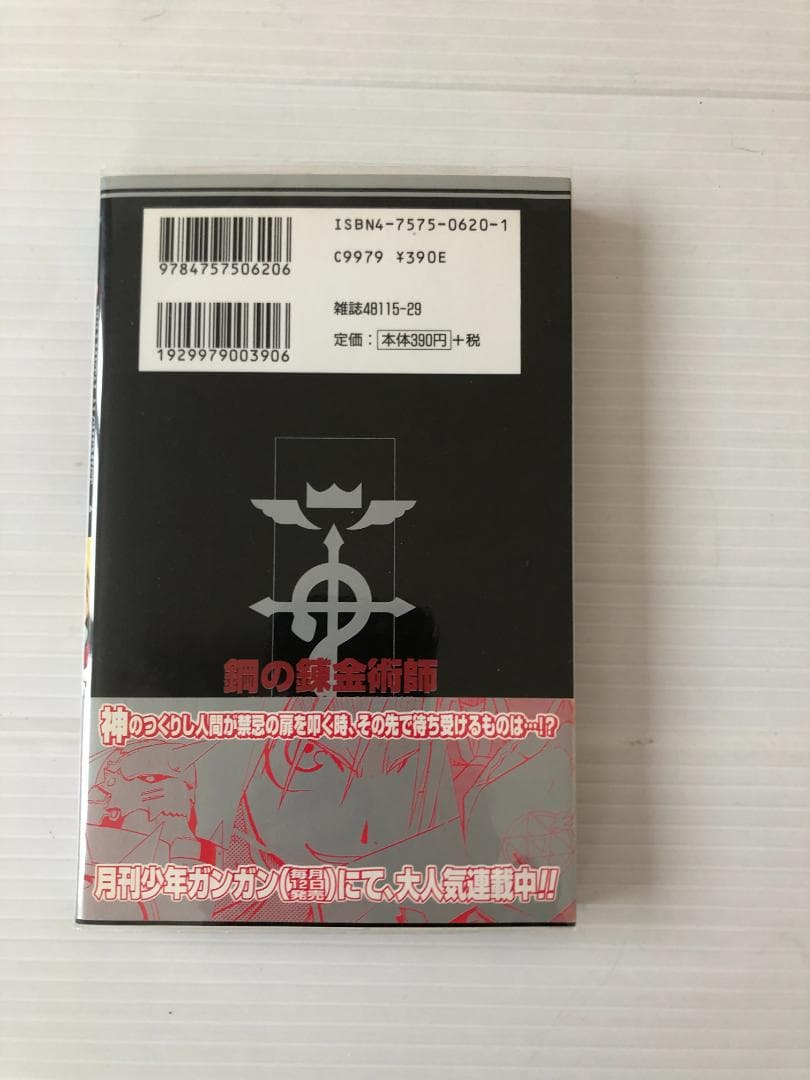 ISBN4-7575-0620-1
9784757506206
C9979 ¥390E
雑誌48115-29
1929979003906
定価：本体390円+税
鋼の錬金術師
神のつくりし人間が禁忌の扉を叩く時、その先で待ち受けるものは…!?
月刊少年ガンガン(毎月12日発売)にて、大人気連載中!!